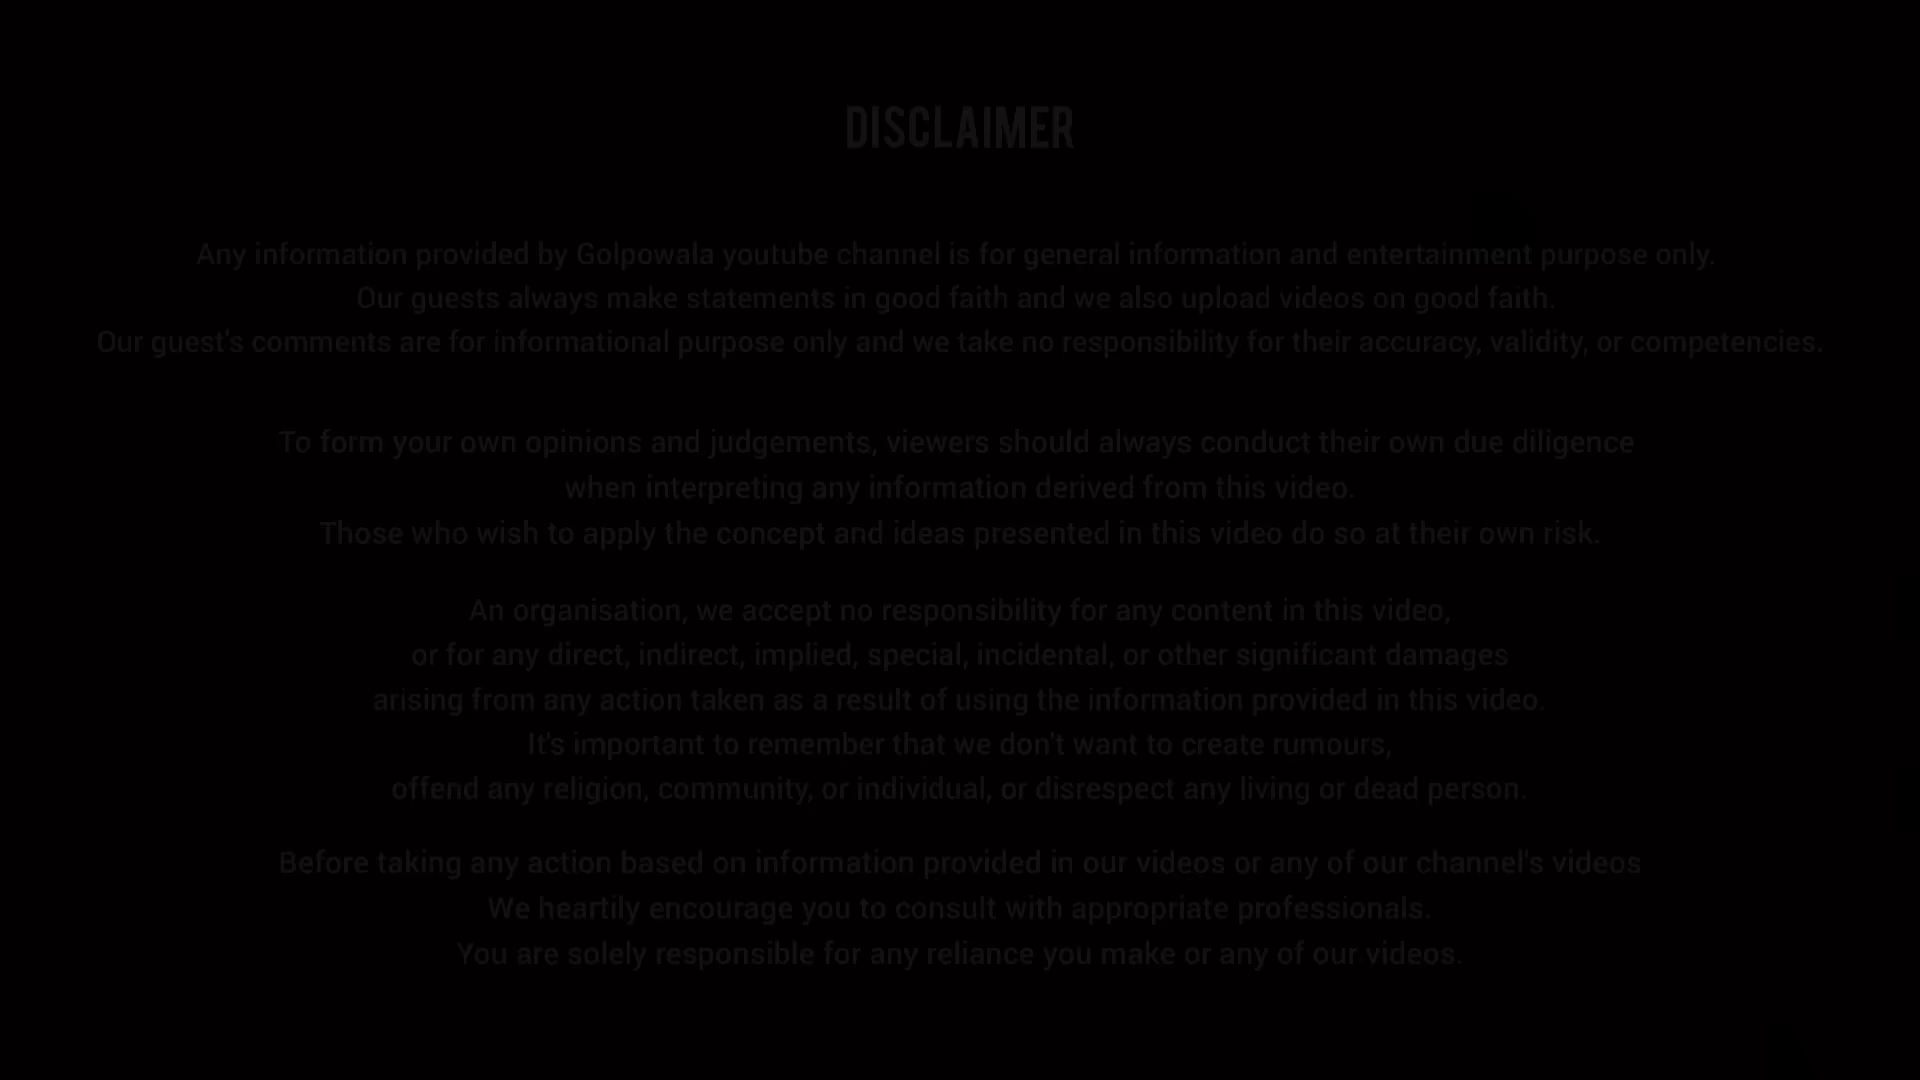 DISCLAIMER
Any information provided by Golpowala youtube channel is for general information and entertainment purpose only.
Our guests always make statements in good faith and we also upload videos on good faith.
Our guest's comments are for informational purpose only and we take no responsibility for their accuracy, validity, or competencies.
To form your own opinions and judgements, viewers should always conduct their own due diligence
when interpreting any information derived from this video.
Those who wish to apply the concept and ideas presented in this video do so at their own risk.
An organisation, we accept no responsibility for any content in this video,
or for any direct, indirect, implied, special, incidental, or other significant damages
arising from any action taken as a result of using the information provided in this video.
It's important to remember that we don't want to create rumours,
offend any religion, community, or individual, or disrespect any living or dead person.
Before taking any action based on information provided in our videos or any of our channel's videos
We heartily encourage you to consult with appropriate professionals.
You are solely responsible for any reliance you make or any of our videos.